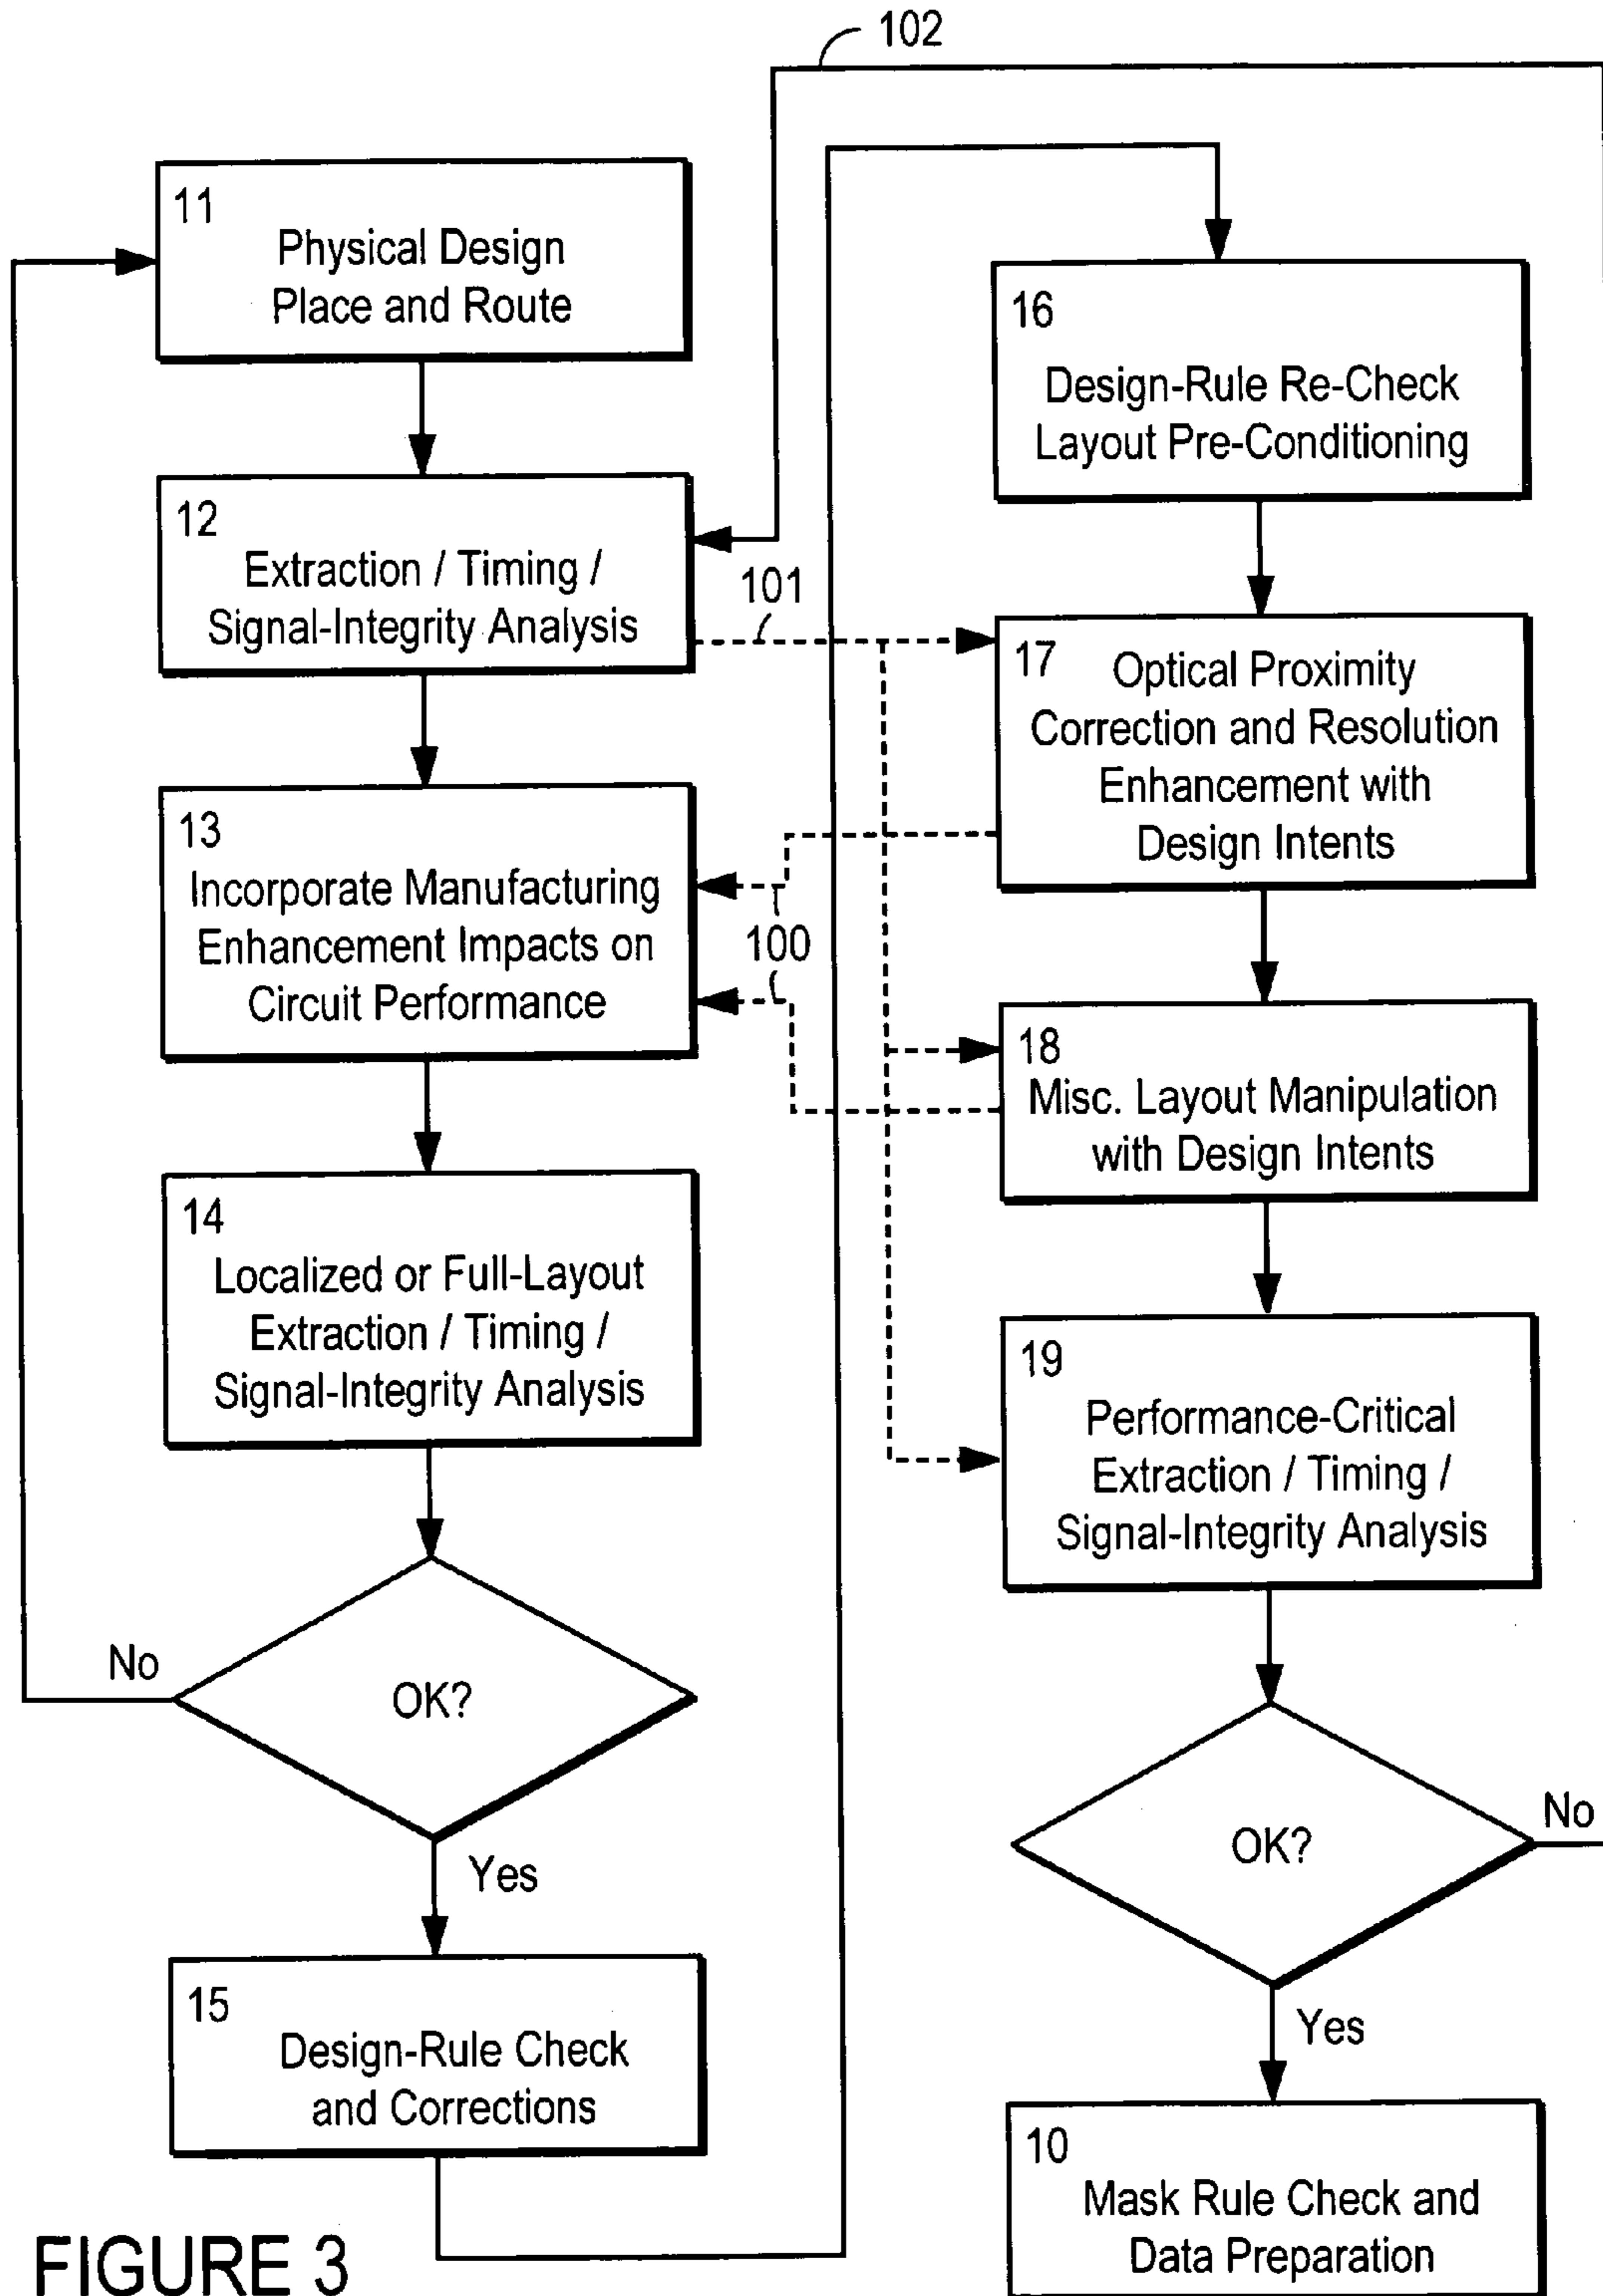 102
11
Physical Design
Place and Route
12
Extraction / Timing /
Signal-Integrity Analysis
101
13
Incorporate Manufacturing
Enhancement Impacts on
Circuit Performance
100
14
Localized or Full-Layout
Extraction / Timing /
Signal-Integrity Analysis
No
OK?
Yes
15
Design-Rule Check
and Corrections
16
Design-Rule Re-Check
Layout Pre-Conditioning
17
Optical Proximity
Correction and Resolution
Enhancement with
Design Intents
18
Misc. Layout Manipulation
with Design Intents
19
Performance-Critical
Extraction / Timing /
Signal-Integrity Analysis
OK?
No
Yes
10
Mask Rule Check and
Data Preparation
FIGURE 3